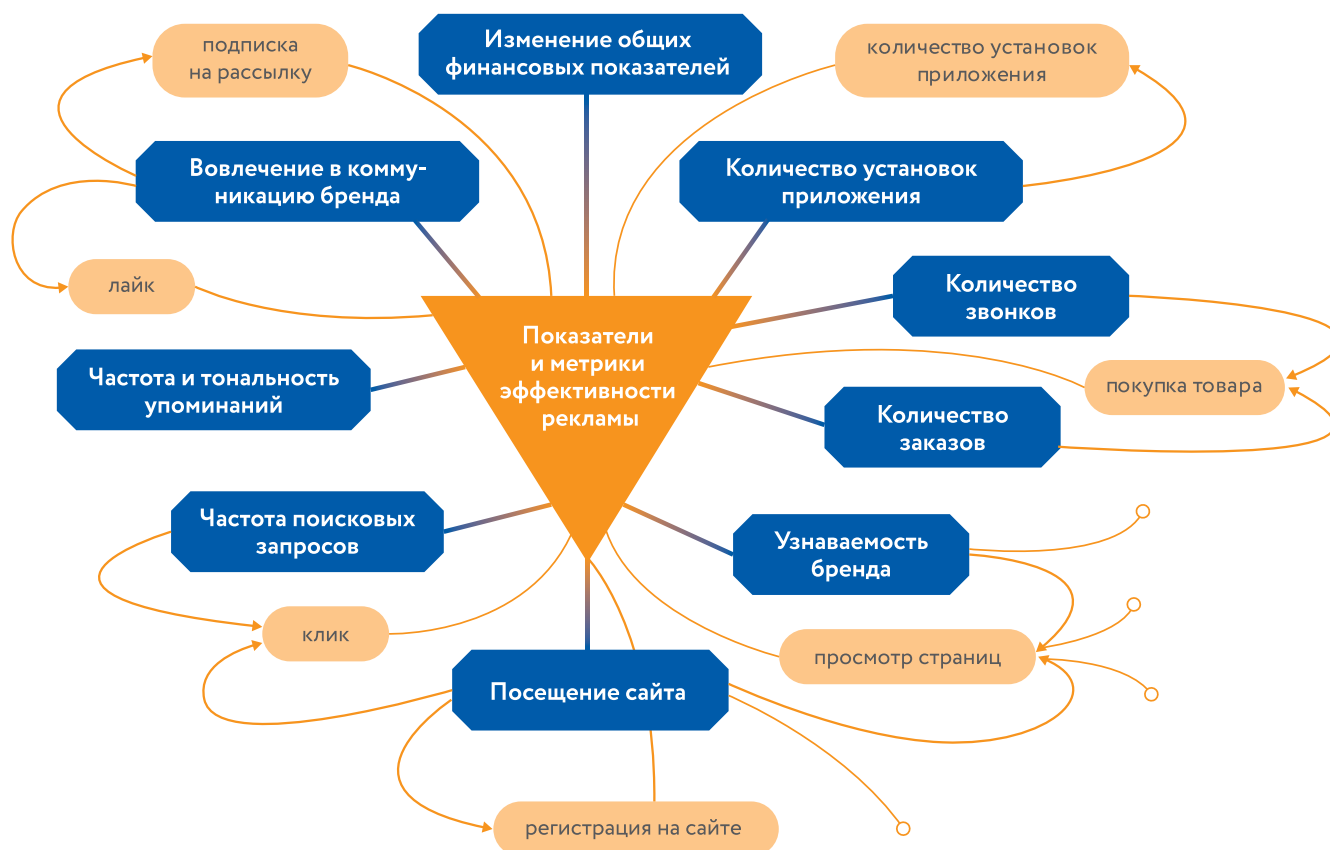 подписка
на рассылку
Изменение общих
финансовых показателей
количество установок
приложения
Вовлечение в комму-
никацию бренда
Количество установок
приложения
лайк
Количество
звонков
Показатели
и метрики
эффективности
рекламы
Частота и тональность
упоминаний
покупка товара
Количество
заказов
Частота поисковых
запросов
Узнаваемость
бренда
клик
просмотр страниц
Посещение сайта
регистрация на сайте